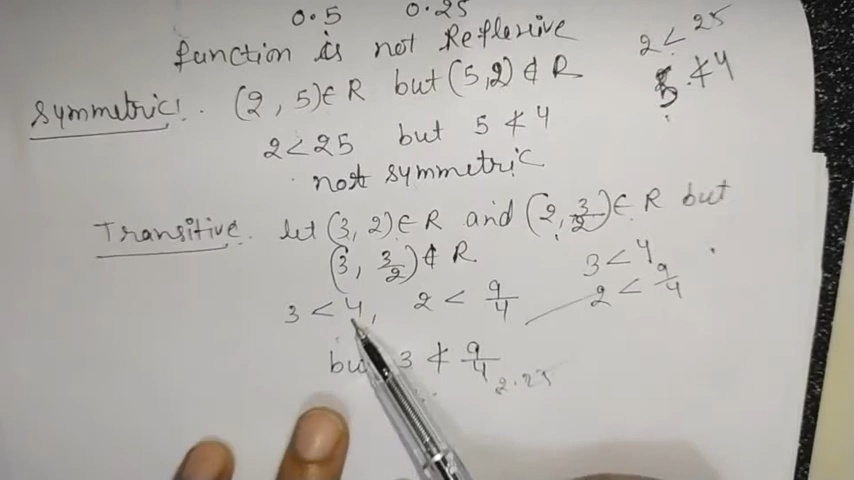 0.5 0.25
function is not Reflexive
2 < 25
5 ≮ 4
Symmetric: (2, 5) ∈ R but (5, 2) ∉ R
2 < 25 but 5 ≮ 4
not symmetric
Transitive. let (3, 2) ∈ R and (2, 3/2) ∈ R but
(3, 3/2) ∉ R
3 < 4
2 < 9/4
3 < 4, 2 < 9/4
but 3 ≮ 9/4
2.25